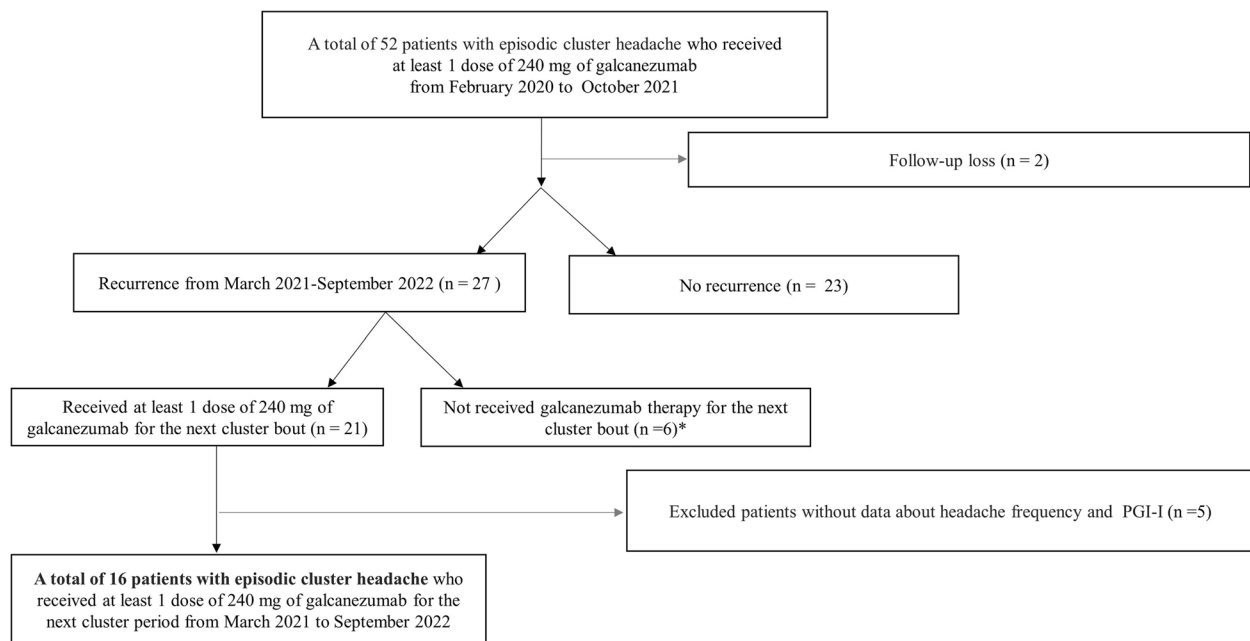 A total of 52 patients with episodic cluster headache who received
at least 1 dose of 240 mg of galcanezumab
from February 2020 to October 2021
Follow-up loss (n = 2)
Recurrence from March 2021-September 2022 (n = 27 )
No recurrence (n = 23)
Received at least 1 dose of 240 mg of
galcanezumab for the next cluster bout (n = 21)
Not received galcanezumab therapy for the next
cluster bout (n =6)*
Excluded patients without data about headache frequency and PGI-I (n =5)
A total of 16 patients with episodic cluster headache who
received at least 1 dose of 240 mg of galcanezumab for the
next cluster period from March 2021 to September 2022